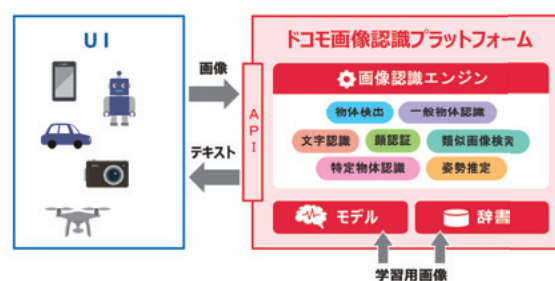 UI
画像
テキスト
API
ドコモ画像認識プラットフォーム
画像認識エンジン
物体検出
一般物体認識
文字認識
顔認証
類似画像検発
特定物体認識
姿勢推定
モデル
辞書
学習用画像